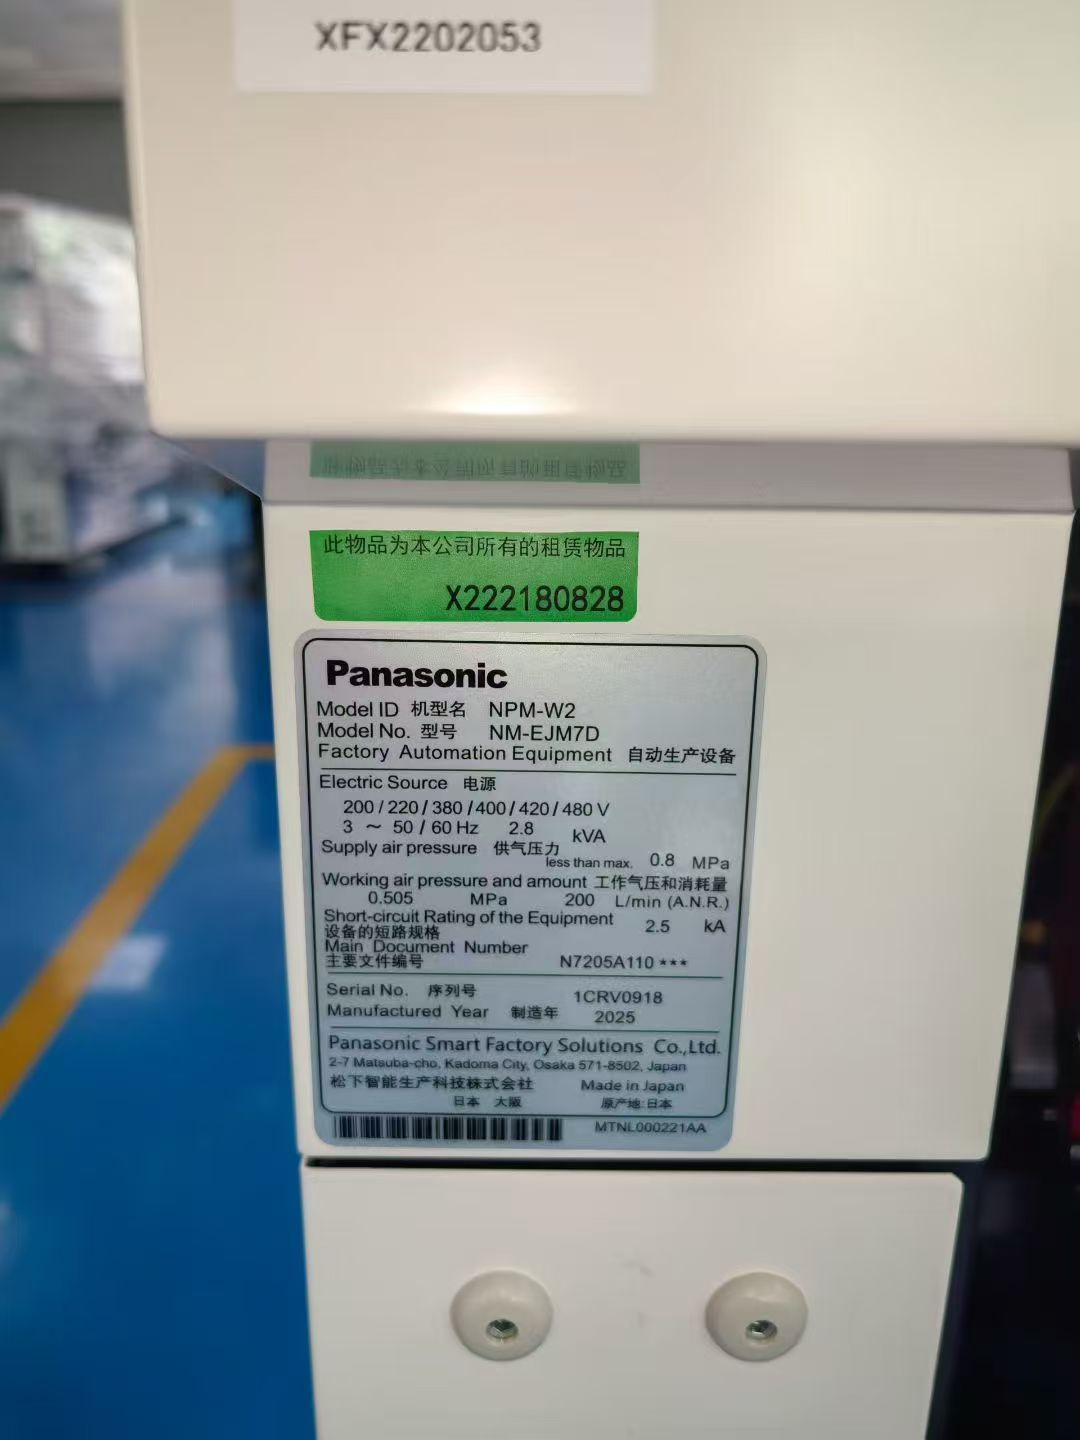 XFX2202053
此物品为本公司所有的租赁物品
X222180828
Panasonic
Model ID 机型名 NPM-W2
Model No. 型号 NM-EJM7D
Factory Automation Equipment 自动生产设备
Electric Source 电源
200/220/380/400/420/480 V
3 ~ 50/60 Hz 2.8 kVA
Supply air pressure 供气压力
less than max. 0.8 MPa
Working air pressure and amount 工作气压和消耗量
0.505 MPa 200 L/min (A.N.R.)
Short-circuit Rating of the Equipment 2.5 kA
设备的短路规格
Main Document Number
主要文件编号 N7205A110***
Serial No. 序列号 1CRV0918
Manufactured Year 制造年 2025
Panasonic Smart Factory Solutions Co.,Ltd.
2-7 Matsuba-cho, Kadoma City, Osaka 571-8502, Japan
松下智能生产科技株式会社 Made in Japan
日本 大阪 原产地:日本
MTNL000221AA